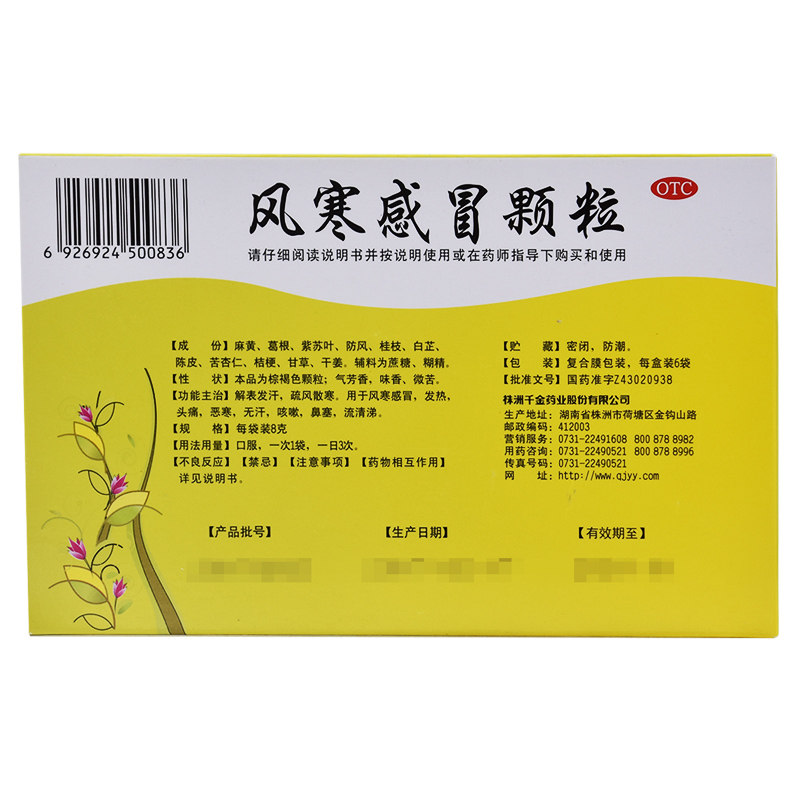 风寒感冒颗粒
OTC
6 926924 500836
请仔细阅读说明书并按说明使用或在药师指导下购买和使用
【成　份】麻黄、葛根、紫苏叶、防风、桂枝、白芷、
陈皮、苦杏仁、桔梗、甘草、干姜。辅料为蔗糖、糊精。
【性　状】本品为棕褐色颗粒；气芳香，味香、微苦。
【功能主治】解表发汗，疏风散寒。用于风寒感冒，发热，
头痛，恶寒，无汗，咳嗽，鼻塞，流清涕。
【规　格】每袋装8克
【用法用量】口服，一次1袋，一日3次。
【不良反应】【禁忌】【注意事项】【药物相互作用】
详见说明书。
【贮　藏】密闭，防潮。
【包　装】复合膜包装，每盒装6袋
【批准文号】国药准字Z43020938
株洲千金药业股份有限公司
生产地址：湖南省株洲市荷塘区金钩山路
邮政编码：412003
营销服务：0731-22491608 800 878 8982
用药咨询：0731-22490521 800 878 8996
传真号码：0731-22490521
网　址：http://www.qjyy.com
【产品批号】
【生产日期】
【有效期至】